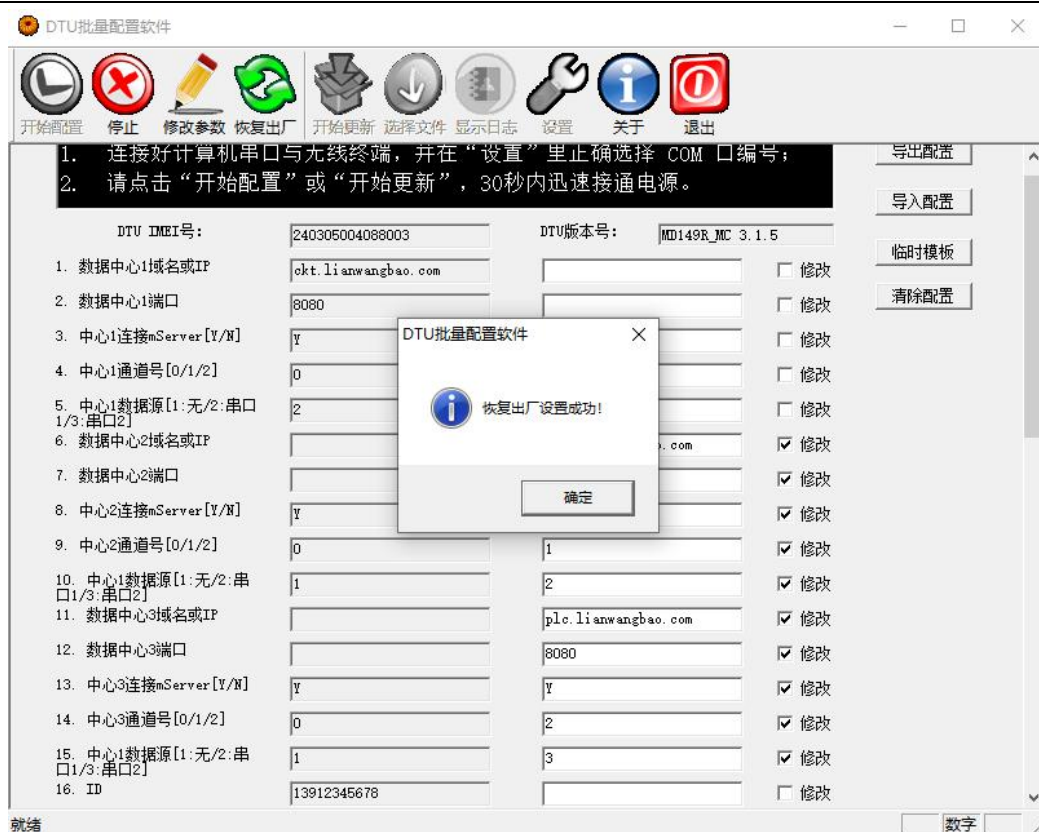 DTU批量配置软件
开始配置 停止 修改参数 恢复出厂 开始更新 选择文件 显示日志 设置 关于 退出
1. 连接好计算机串口与无线终端，并在“设置”里正确选择 COM 口编号；
2. 请点击“开始配置”或“开始更新”，30秒内迅速接通电源。
导出配置
导入配置
临时模板
清除配置
DTU IMEI号: 240305004088003 DTU版本号: MD149R_MC 3.1.5
1. 数据中心1域名或IP ckt.lianwangbao.com 修改
2. 数据中心1端口 8080 修改
3. 中心1连接mServer[Y/N] Y 修改
4. 中心1通道号[0/1/2] 0 修改
5. 中心1数据源[1:无/2:串口
1/3:串口2] 2 修改
6. 数据中心2域名或IP .com 修改
7. 数据中心2端口 修改
8. 中心2连接mServer[Y/N] Y 修改
9. 中心2通道号[0/1/2] 0 1 修改
10. 中心1数据源[1:无/2:串
口1/3:串口2] 1 2 修改
11. 数据中心3域名或IP plc.lianwangbao.com 修改
12. 数据中心3端口 8080 修改
13. 中心3连接mServer[Y/N] Y Y 修改
14. 中心3通道号[0/1/2] 0 2 修改
15. 中心1数据源[1:无/2:串
口1/3:串口2] 1 3 修改
16. ID 13912345678 修改
DTU批量配置软件
恢复出厂设置成功!
确定
就绪 数字